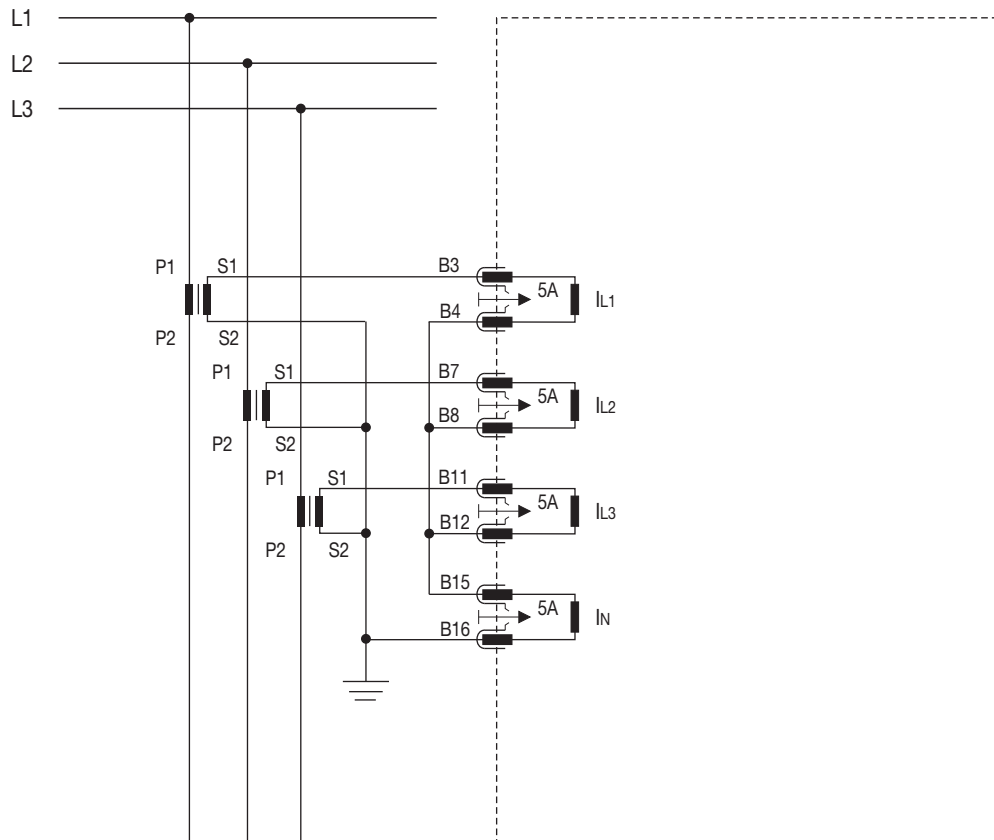 L1
L2
L3
P1 S1 B3 5A IL1
P2 S2 B4
P1 S1 B7 5A IL2
P2 S2 B8
P1 S1 B11 5A IL3
P2 S2 B12
B15 5A IN
B16